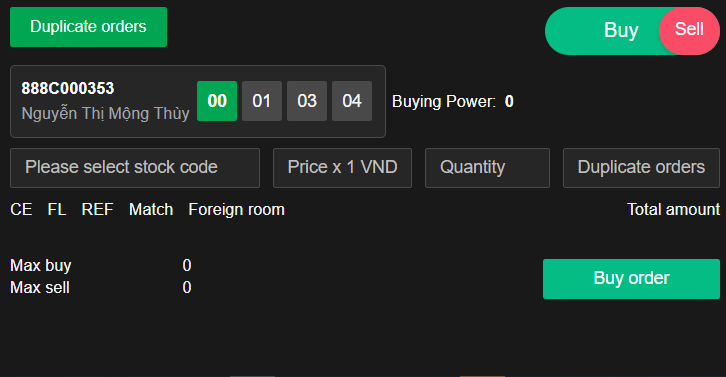 Duplicate orders
Buy Sell
888C000353
Nguyễn Thị Mộng Thùy
00 01 03 04
Buying Power: 0
Please select stock code Price x 1 VND Quantity Duplicate orders
CE FL REF Match Foreign room Total amount
Max buy 0
Max sell 0
Buy order